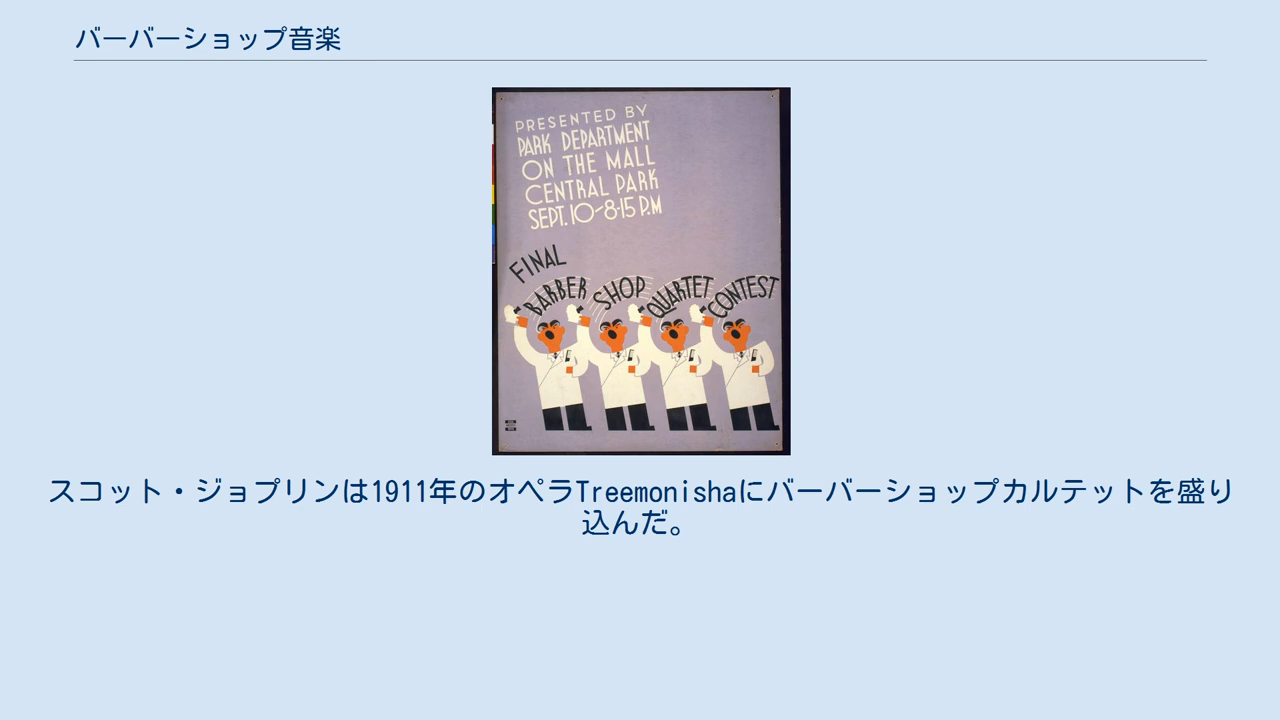 バーバーショップ音楽
PRESENTED BY
PARK DEPARTMENT
ON THE MALL
CENTRAL PARK
SEPT. 10-8·15 P.M
FINAL
BARBER SHOP QUARTET CONTEST
スコット・ジョプリンは1911年のオペラTreemonishaにバーバーショップカルテットを盛り
込んだ。